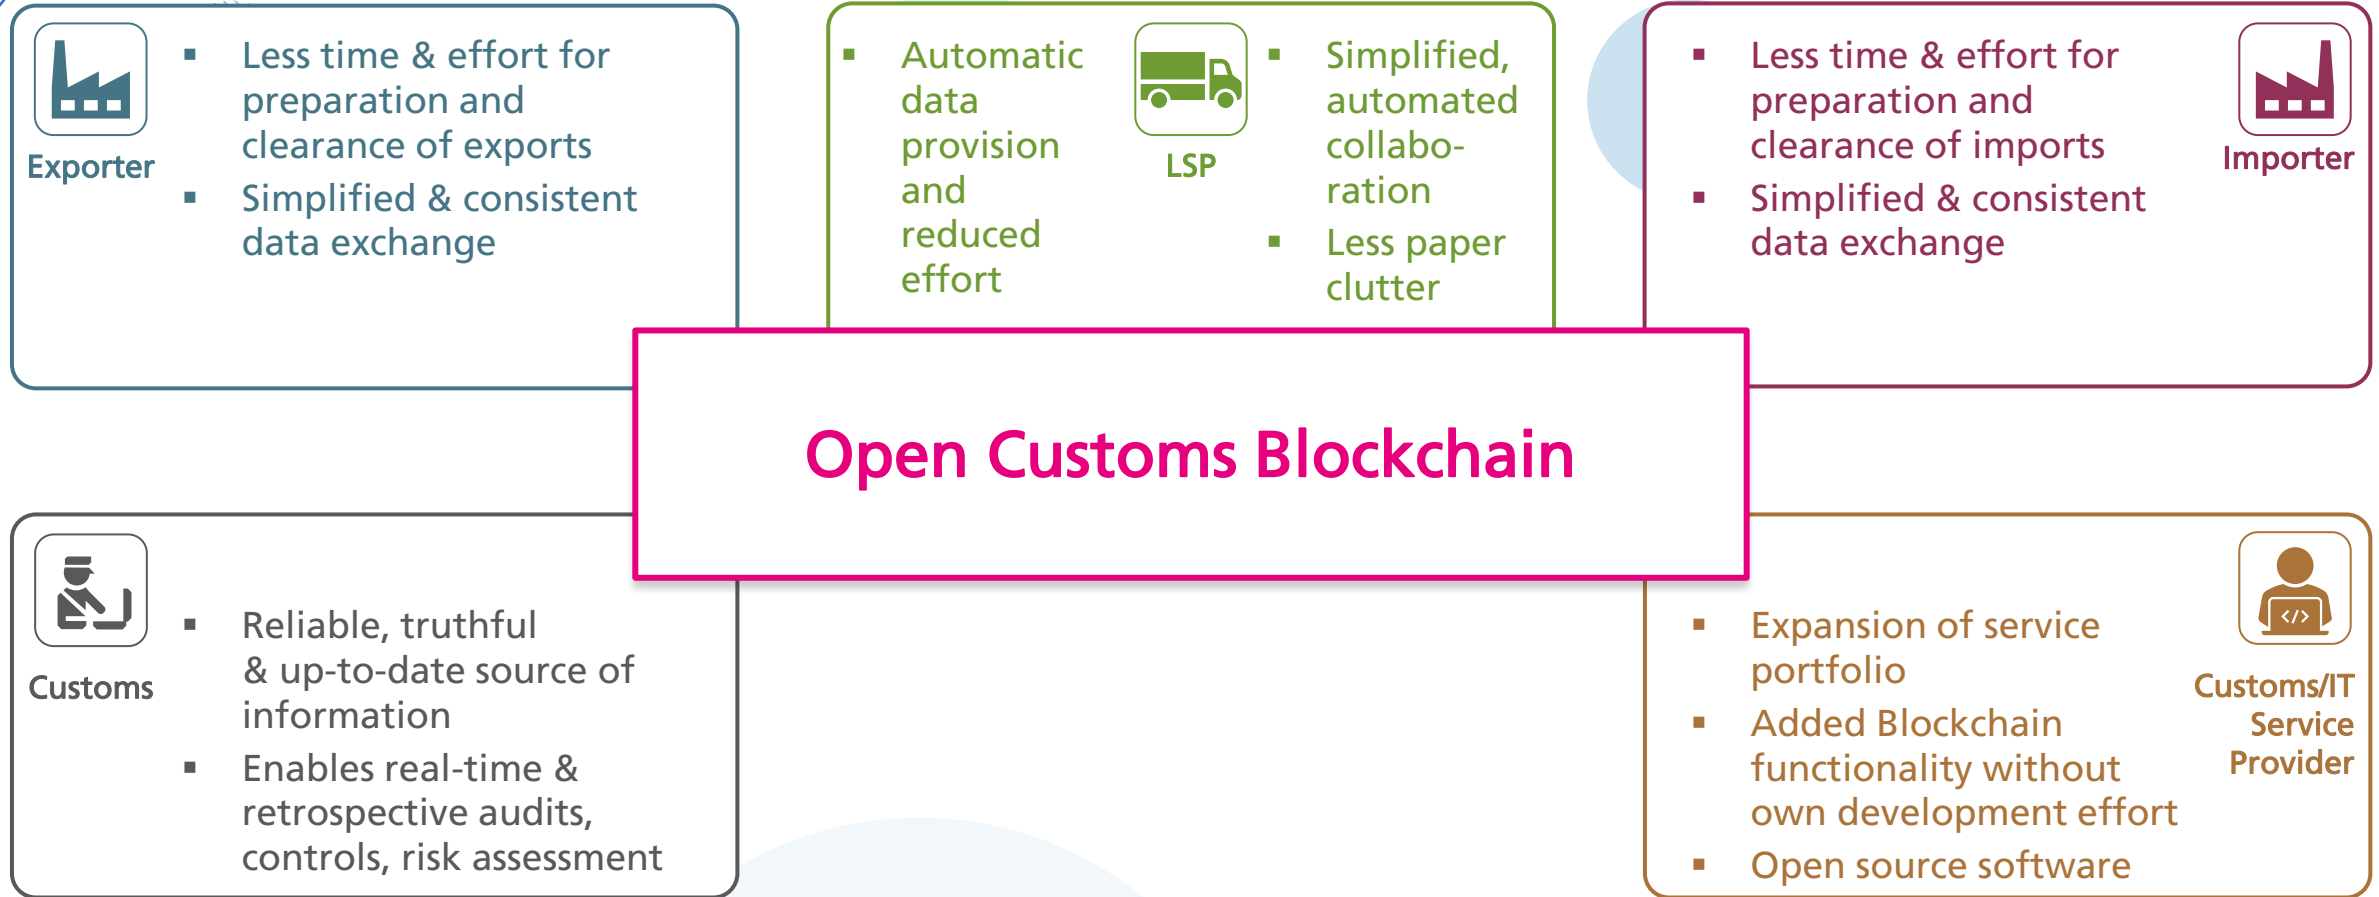 Exporter
▪ Less time & effort for
preparation and
clearance of exports
▪ Simplified & consistent
data exchange
▪ Automatic
data
provision
and
reduced
effort
LSP
▪ Simplified,
automated
collabo-
ration
▪ Less paper
clutter
▪ Less time & effort for
preparation and
clearance of imports
▪ Simplified & consistent
data exchange
Importer
Open Customs Blockchain
Customs
▪ Reliable, truthful
& up-to-date source of
information
▪ Enables real-time &
retrospective audits,
controls, risk assessment
▪ Expansion of service
portfolio
▪ Added Blockchain
functionality without
own development effort
▪ Open source software
</>
Customs/IT
Service
Provider